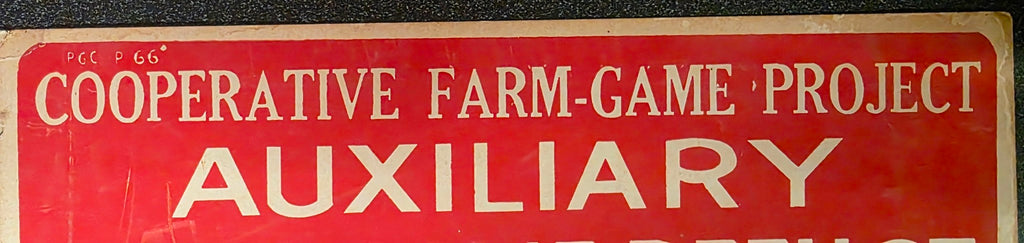 PGC P 66
COOPERATIVE FARM-GAME PROJECT
AUXILIARY